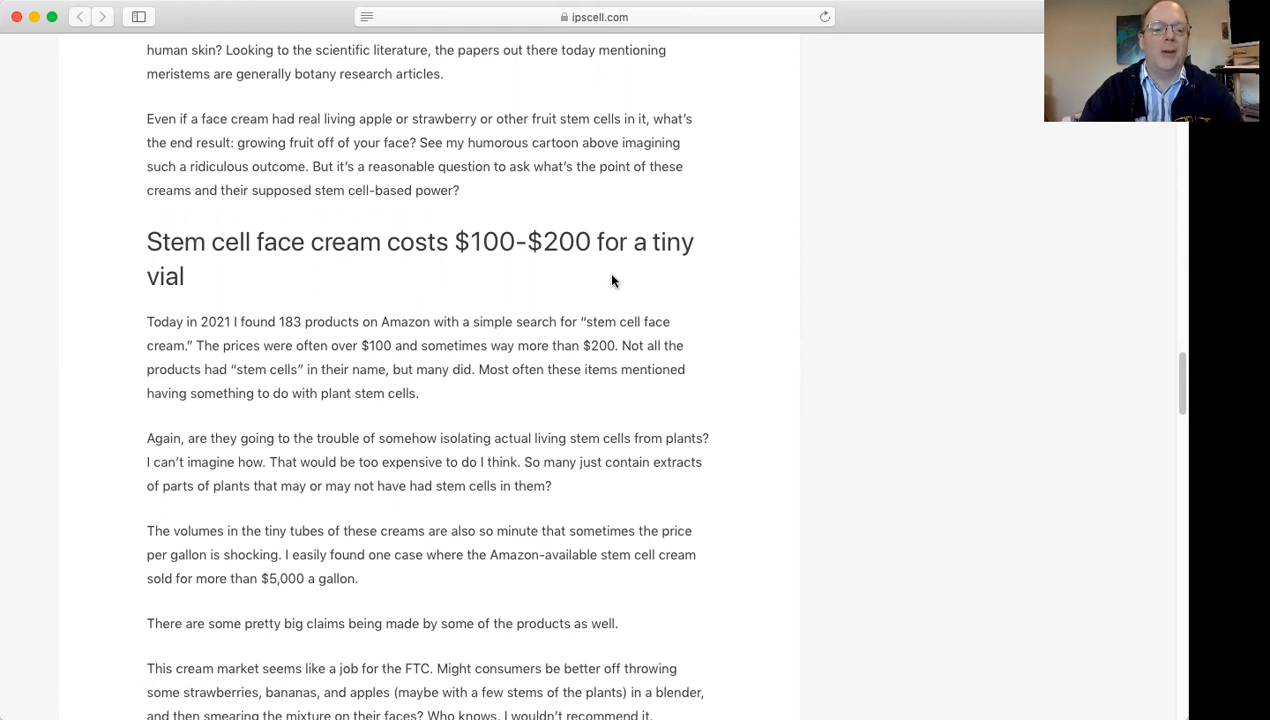 ipscell.com
human skin? Looking to the scientific literature, the papers out there today mentioning
meristems are generally botany research articles.
Even if a face cream had real living apple or strawberry or other fruit stem cells in it, what’s
the end result: growing fruit off of your face? See my humorous cartoon above imagining
such a ridiculous outcome. But it’s a reasonable question to ask what’s the point of these
creams and their supposed stem cell-based power?
Stem cell face cream costs $100-$200 for a tiny
vial
Today in 2021 I found 183 products on Amazon with a simple search for “stem cell face
cream.” The prices were often over $100 and sometimes way more than $200. Not all the
products had “stem cells” in their name, but many did. Most often these items mentioned
having something to do with plant stem cells.
Again, are they going to the trouble of somehow isolating actual living stem cells from plants?
I can’t imagine how. That would be too expensive to do I think. So many just contain extracts
of parts of plants that may or may not have had stem cells in them?
The volumes in the tiny tubes of these creams are also so minute that sometimes the price
per gallon is shocking. I easily found one case where the Amazon-available stem cell cream
sold for more than $5,000 a gallon.
There are some pretty big claims being made by some of the products as well.
This cream market seems like a job for the FTC. Might consumers be better off throwing
some strawberries, bananas, and apples (maybe with a few stems of the plants) in a blender,
and then smearing the mixture on their faces? Who knows. I wouldn’t recommend it.